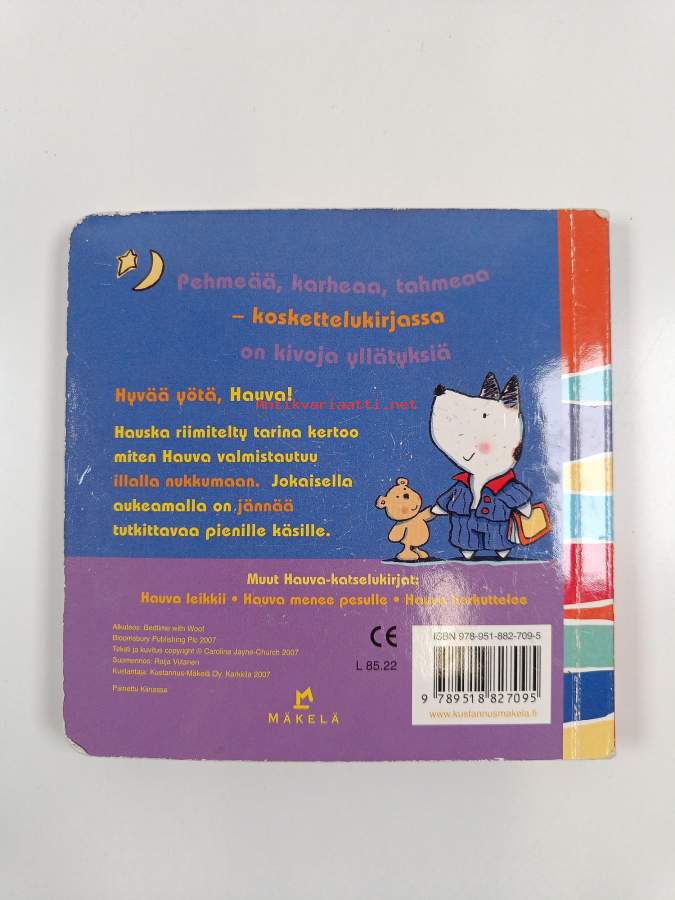 Pehmeää, karheaa, tahmeaa
– koskettelukirjassa
on kivoja yllätyksiä
Hyvää yötä, Hauva!
Antikvariaatti.net
Hauska riimitelty tarina kertoo
miten Hauva valmistautuu
illalla nukkumaan. Jokaisella
aukeamalla on jännää
tutkittavaa pienille käsille.
Muut Hauva-katselukirjat:
Hauva leikkii • Hauva menee pesulle • Hauva herkuttelee
Alkuteos: Bedtime with Woof
Bloomsbury Publishing Plc 2007
Teksti ja kuvitus copyright © Caroline Jayne-Church 2007
Suomennos: Raija Viitanen
Kustantaja: Kustannus-Mäkelä Oy, Karkkila 2007
Painettu Kiinassa
MÄKELÄ
CE
L 85.22
ISBN 978-951-882-709-5
9 789518 827095
www.kustannusmakela.fi